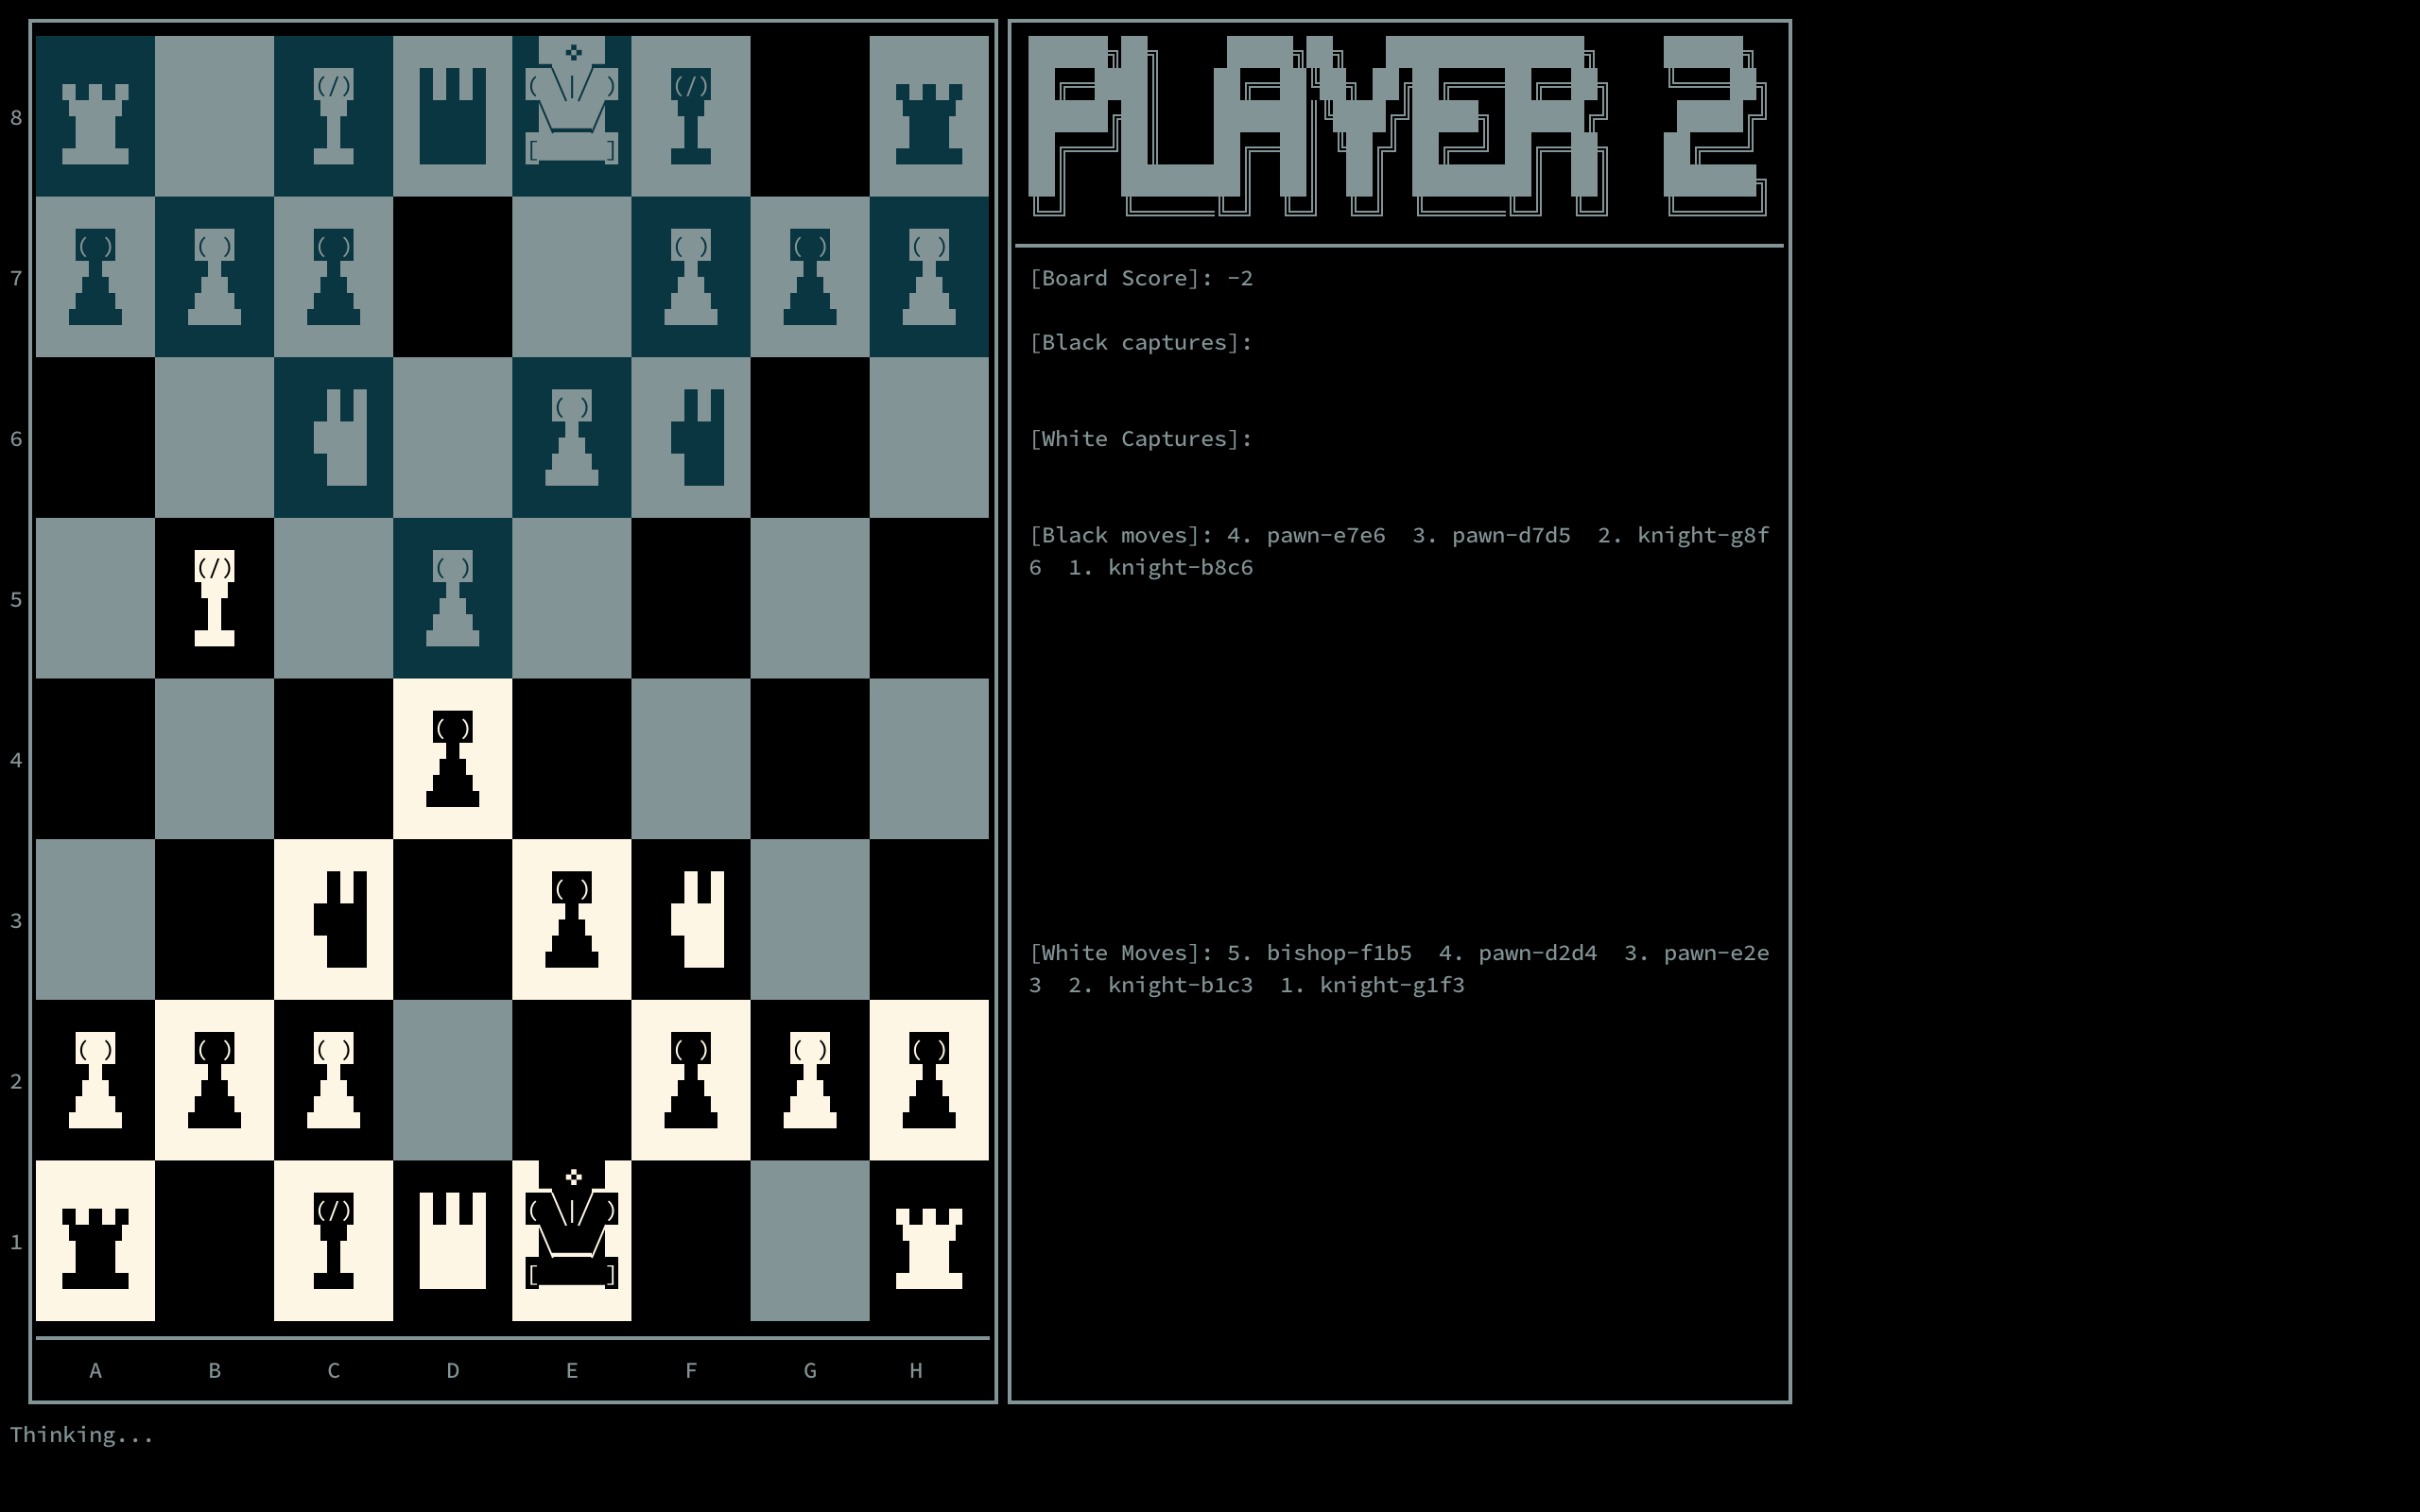 PLAYER 2
8
7
6
5
4
3
2
1
A B C D E F G H
[Board Score]: -2
[Black captures]:
[White Captures]:
[Black moves]: 4. pawn-e7e6  3. pawn-d7d5  2. knight-g8f
6  1. knight-b8c6
[White Moves]: 5. bishop-f1b5  4. pawn-d2d4  3. pawn-e2e
3  2. knight-b1c3  1. knight-g1f3
Thinking...